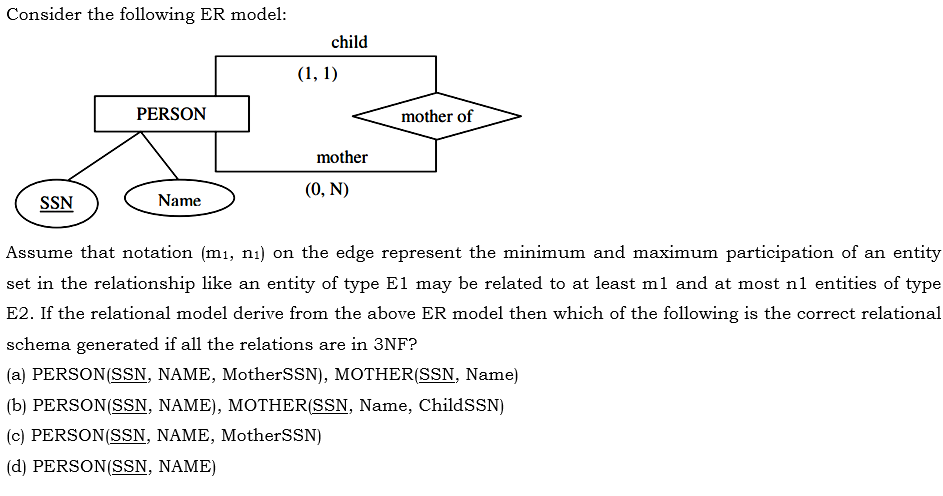 Consider the following ER model:
child
(1, 1)
PERSON
mother of
mother
(0, N)
SSN
Name
Assume that notation (m₁, n₁) on the edge represent the minimum and maximum participation of an entity
set in the relationship like an entity of type E1 may be related to at least m1 and at most n1 entities of type
E2. If the relational model derive from the above ER model then which of the following is the correct relational
schema generated if all the relations are in 3NF?
(a) PERSON(SSN, NAME, MotherSSN), MOTHER(SSN, Name)
(b) PERSON(SSN, NAME), MOTHER(SSN, Name, ChildSSN)
(c) PERSON(SSN, NAME, MotherSSN)
(d) PERSON(SSN, NAME)